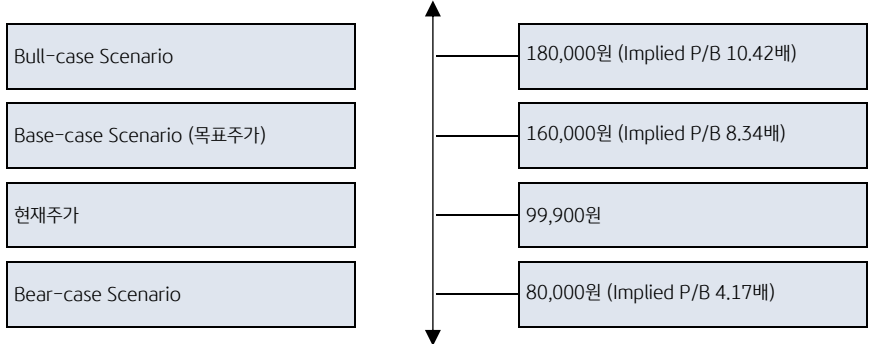 Bull-case Scenario
180,000원 (Implied P/B 10.42배)
Base-case Scenario (목표주가)
160,000원 (Implied P/B 8.34배)
현재주가
99,900원
Bear-case Scenario
80,000원 (Implied P/B 4.17배)